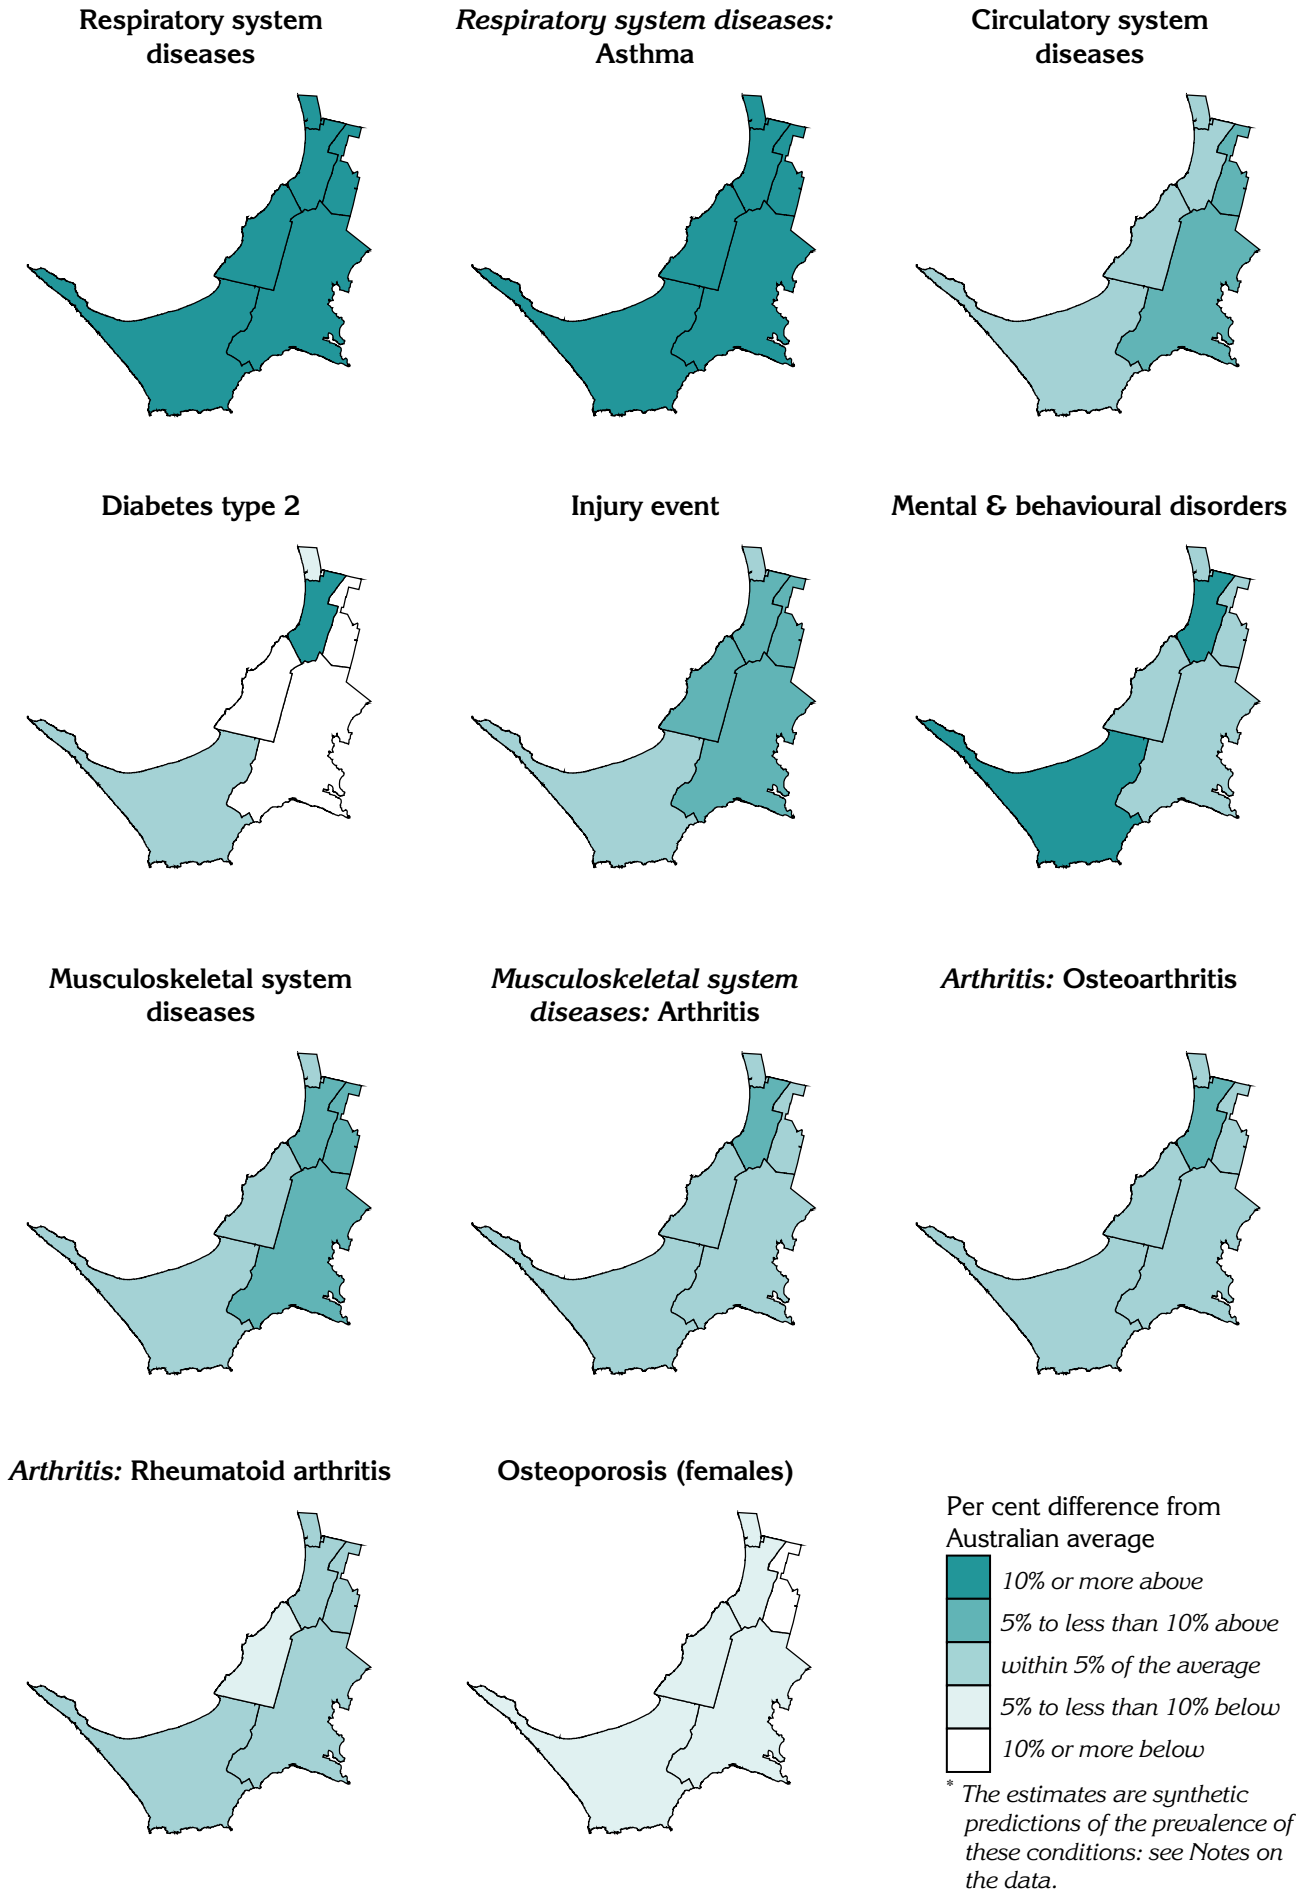 Respiratory system
diseases
Respiratory system diseases:
Asthma
Circulatory system
diseases
Diabetes type 2
Injury event
Mental & behavioural disorders
Musculoskeletal system
diseases
Musculoskeletal system
diseases: Arthritis
Arthritis: Osteoarthritis
Arthritis: Rheumatoid arthritis
Osteoporosis (females)
Per cent difference from
Australian average
10% or more above
5% to less than 10% above
within 5% of the average
5% to less than 10% below
10% or more below
* The estimates are synthetic
predictions of the prevalence of
these conditions: see Notes on
the data.